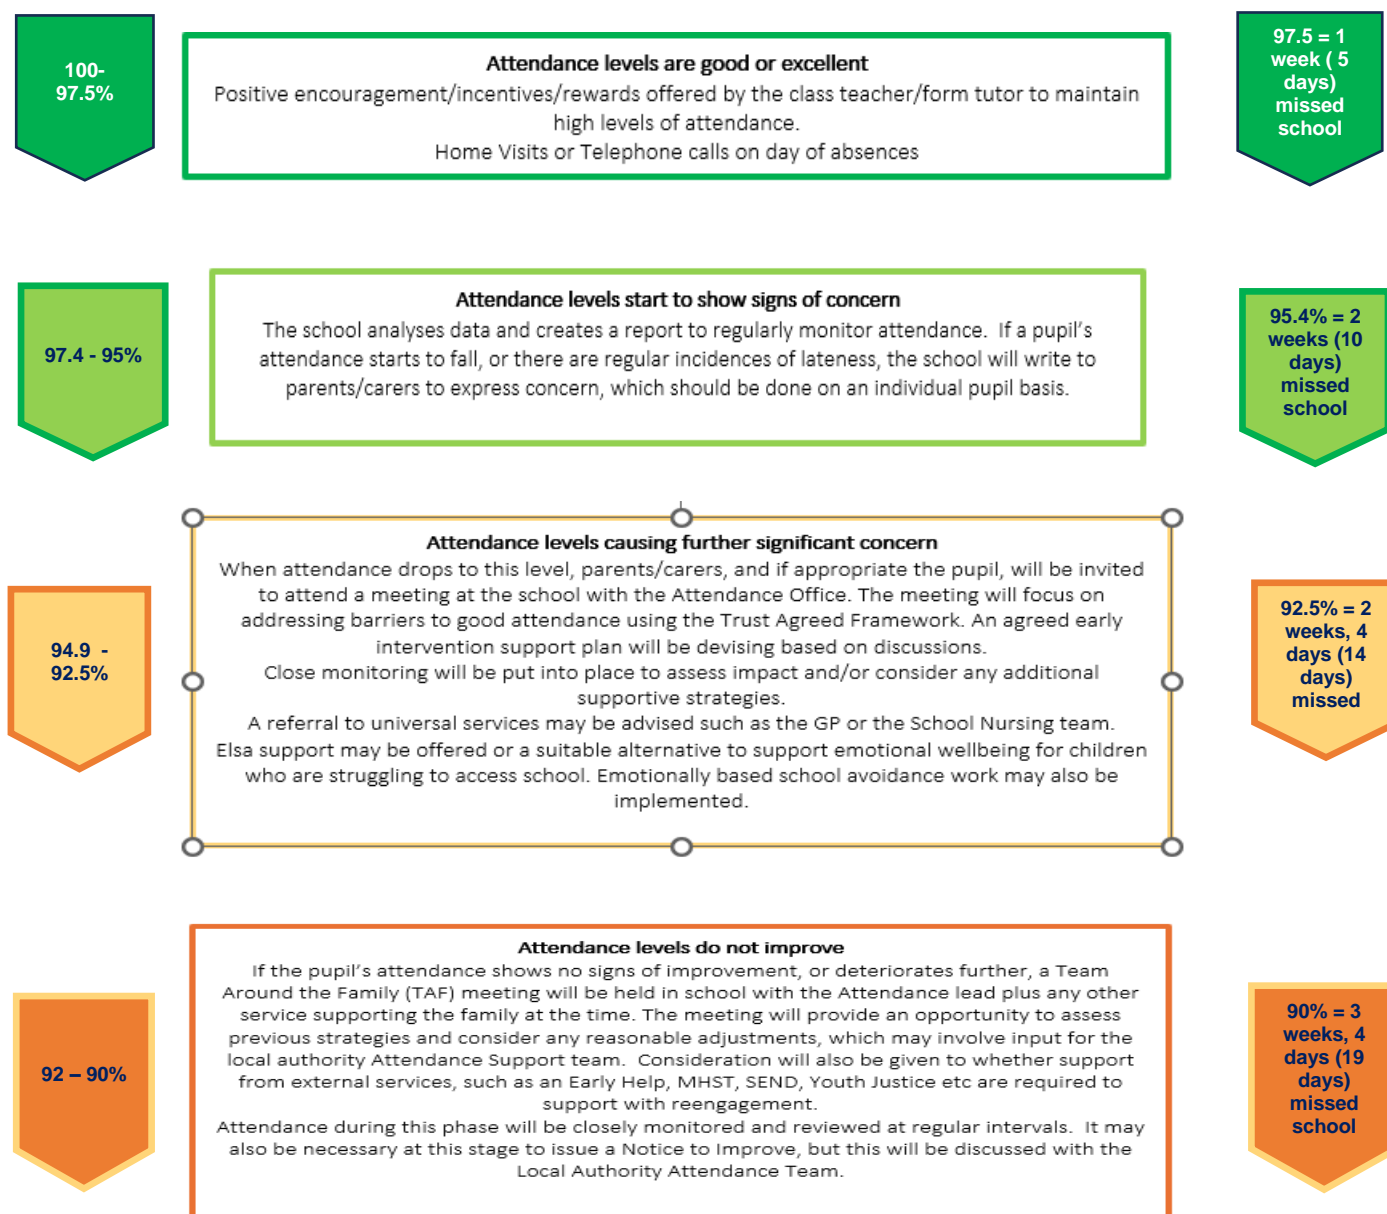 100-
97.5%
Attendance levels are good or excellent
Positive encouragement/incentives/rewards offered by the class teacher/form tutor to maintain
high levels of attendance.
Home Visits or Telephone calls on day of absences
97.5 = 1
week ( 5
days)
missed
school
97.4 - 95%
Attendance levels start to show signs of concern
The school analyses data and creates a report to regularly monitor attendance.  If a pupil's
attendance starts to fall, or there are regular incidences of lateness, the school will write to
parents/carers to express concern, which should be done on an individual pupil basis.
95.4% = 2
weeks (10
days)
missed
school
94.9  -
92.5%
Attendance levels causing further significant concern
When attendance drops to this level, parents/carers, and if appropriate the pupil, will be invited
to attend a meeting at the school with the Attendance Office. The meeting will focus on
addressing barriers to good attendance using the Trust Agreed Framework. An agreed early
intervention support plan will be devising based on discussions.
Close monitoring will be put into place to assess impact and/or consider any additional
supportive strategies.
A referral to universal services may be advised such as the GP or the School Nursing team.
Elsa support may be offered or a suitable alternative to support emotional wellbeing for children
who are struggling to access school. Emotionally based school avoidance work may also be
implemented.
92.5% = 2
weeks, 4
days (14
days)
missed
92 – 90%
Attendance levels do not improve
If the pupil's attendance shows no signs of improvement, or deteriorates further, a Team
Around the Family (TAF) meeting will be held in school with the Attendance lead plus any other
service supporting the family at the time. The meeting will provide an opportunity to assess
previous strategies and consider any reasonable adjustments, which may involve input for the
local authority Attendance Support team.  Consideration will also be given to whether support
from external services, such as an Early Help, MHST, SEND, Youth Justice etc are required to
support with reengagement.
Attendance during this phase will be closely monitored and reviewed at regular intervals.  It may
also be necessary at this stage to issue a Notice to Improve, but this will be discussed with the
Local Authority Attendance Team.
90% = 3
weeks, 4
days (19
days)
missed
school